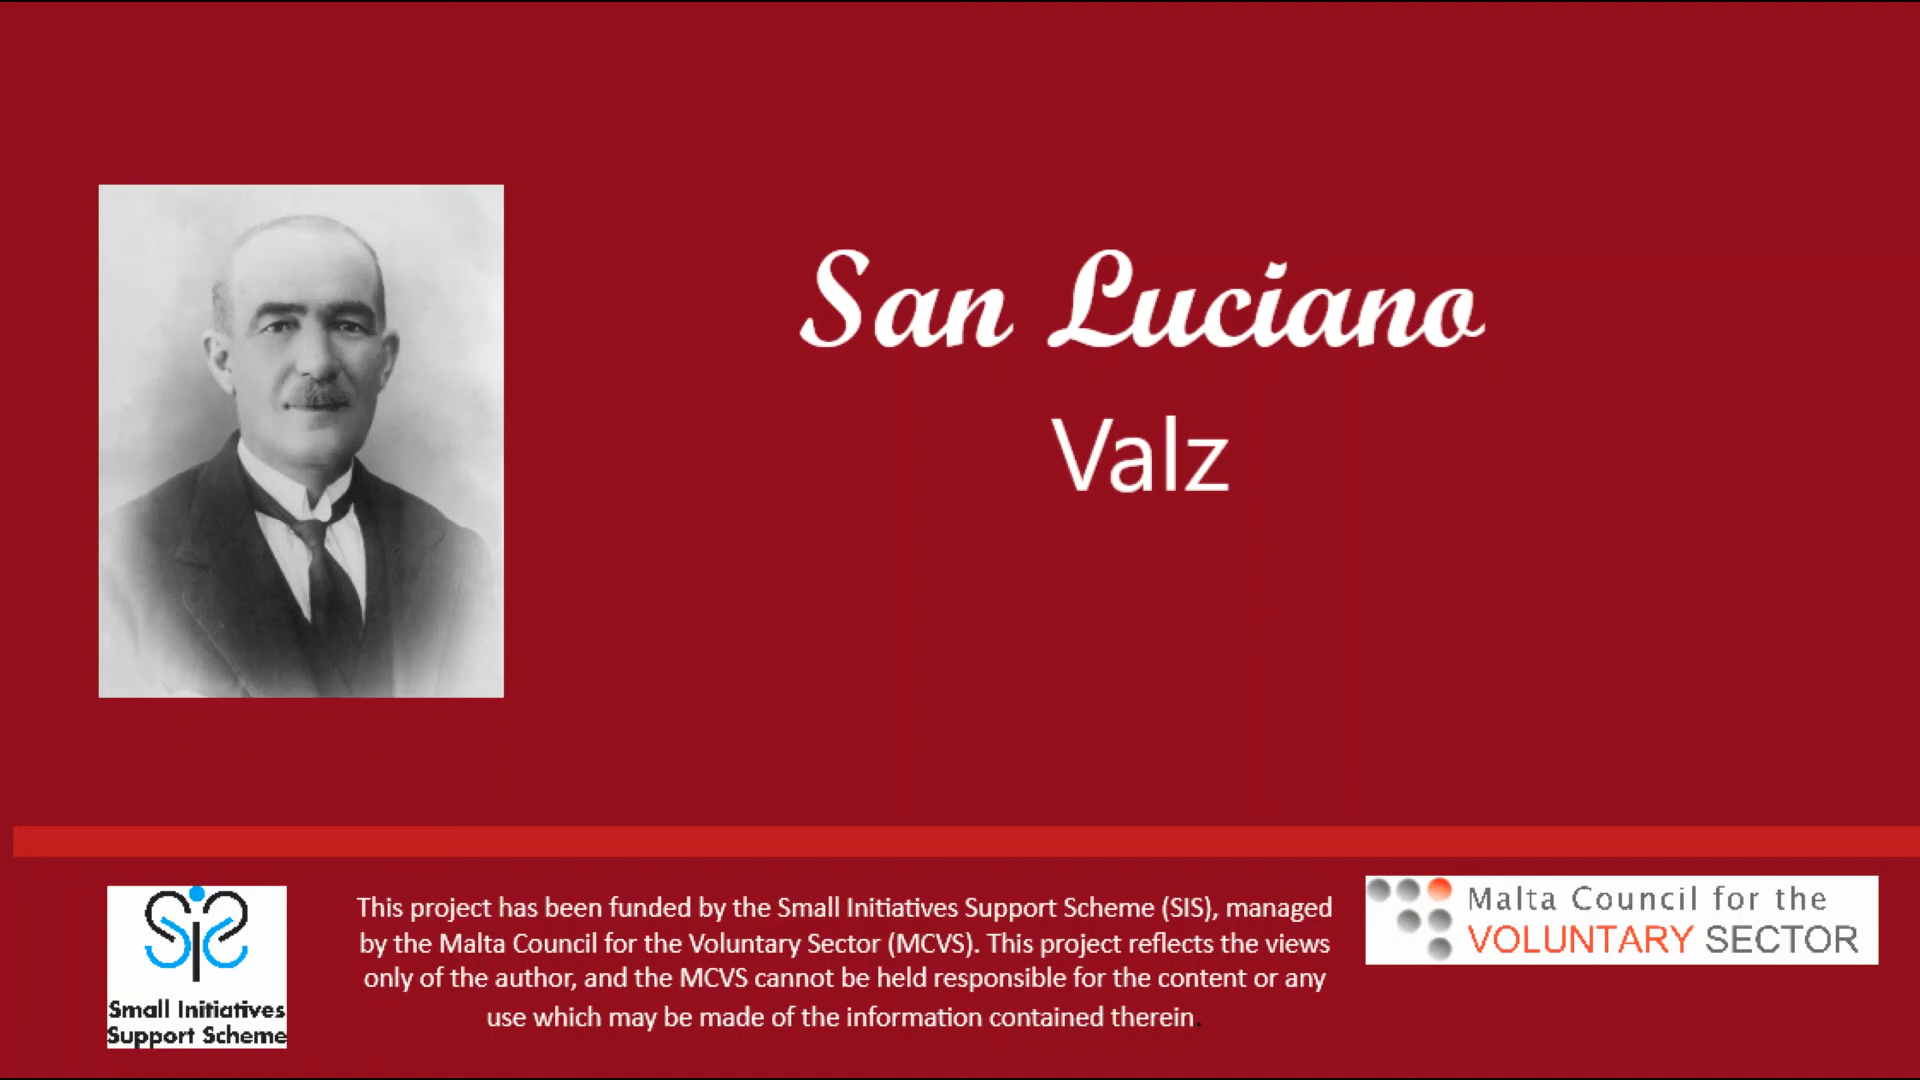 San Luciano
Valz
This project has been funded by the Small Initiatives Support Scheme (SIS), managed
by the Malta Council for the Voluntary Sector (MCVS). This project reflects the views
only of the author, and the MCVS cannot be held responsible for the content or any
use which may be made of the information contained therein.
SIS
Small Initiatives
Support Scheme
Malta Council for the
VOLUNTARY SECTOR